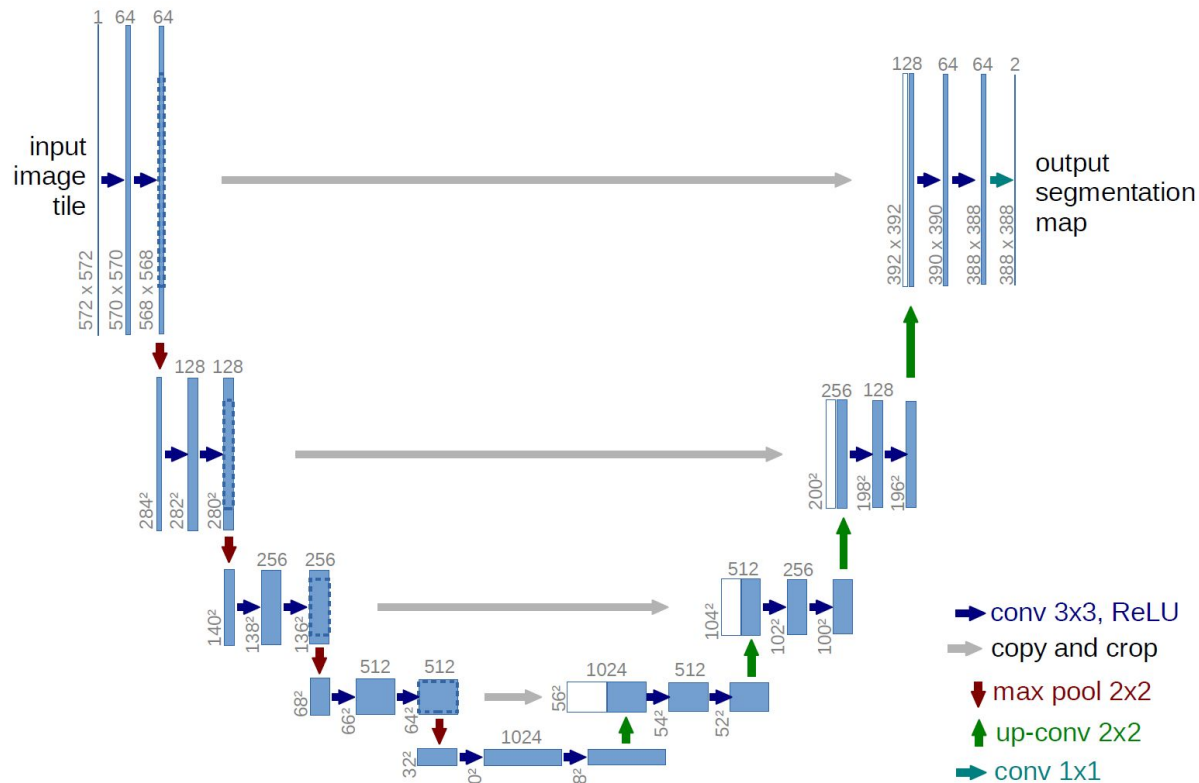 1 64 64
input
image
tile
572 x 572
570 x 570
568 x 568
128 64 64 2
output
segmentation
map
392 x 392
390 x 390
388 x 388
388 x 388
128 128
284²
282²
280²
256 128
200²
198²
196²
256 256
140²
138²
136²
512 256
104²
102²
100²
512 512
68²
66²
64²
1024 512
56²
54²
52²
1024
32²
conv 3x3, ReLU
copy and crop
max pool 2x2
up-conv 2x2
conv 1x1